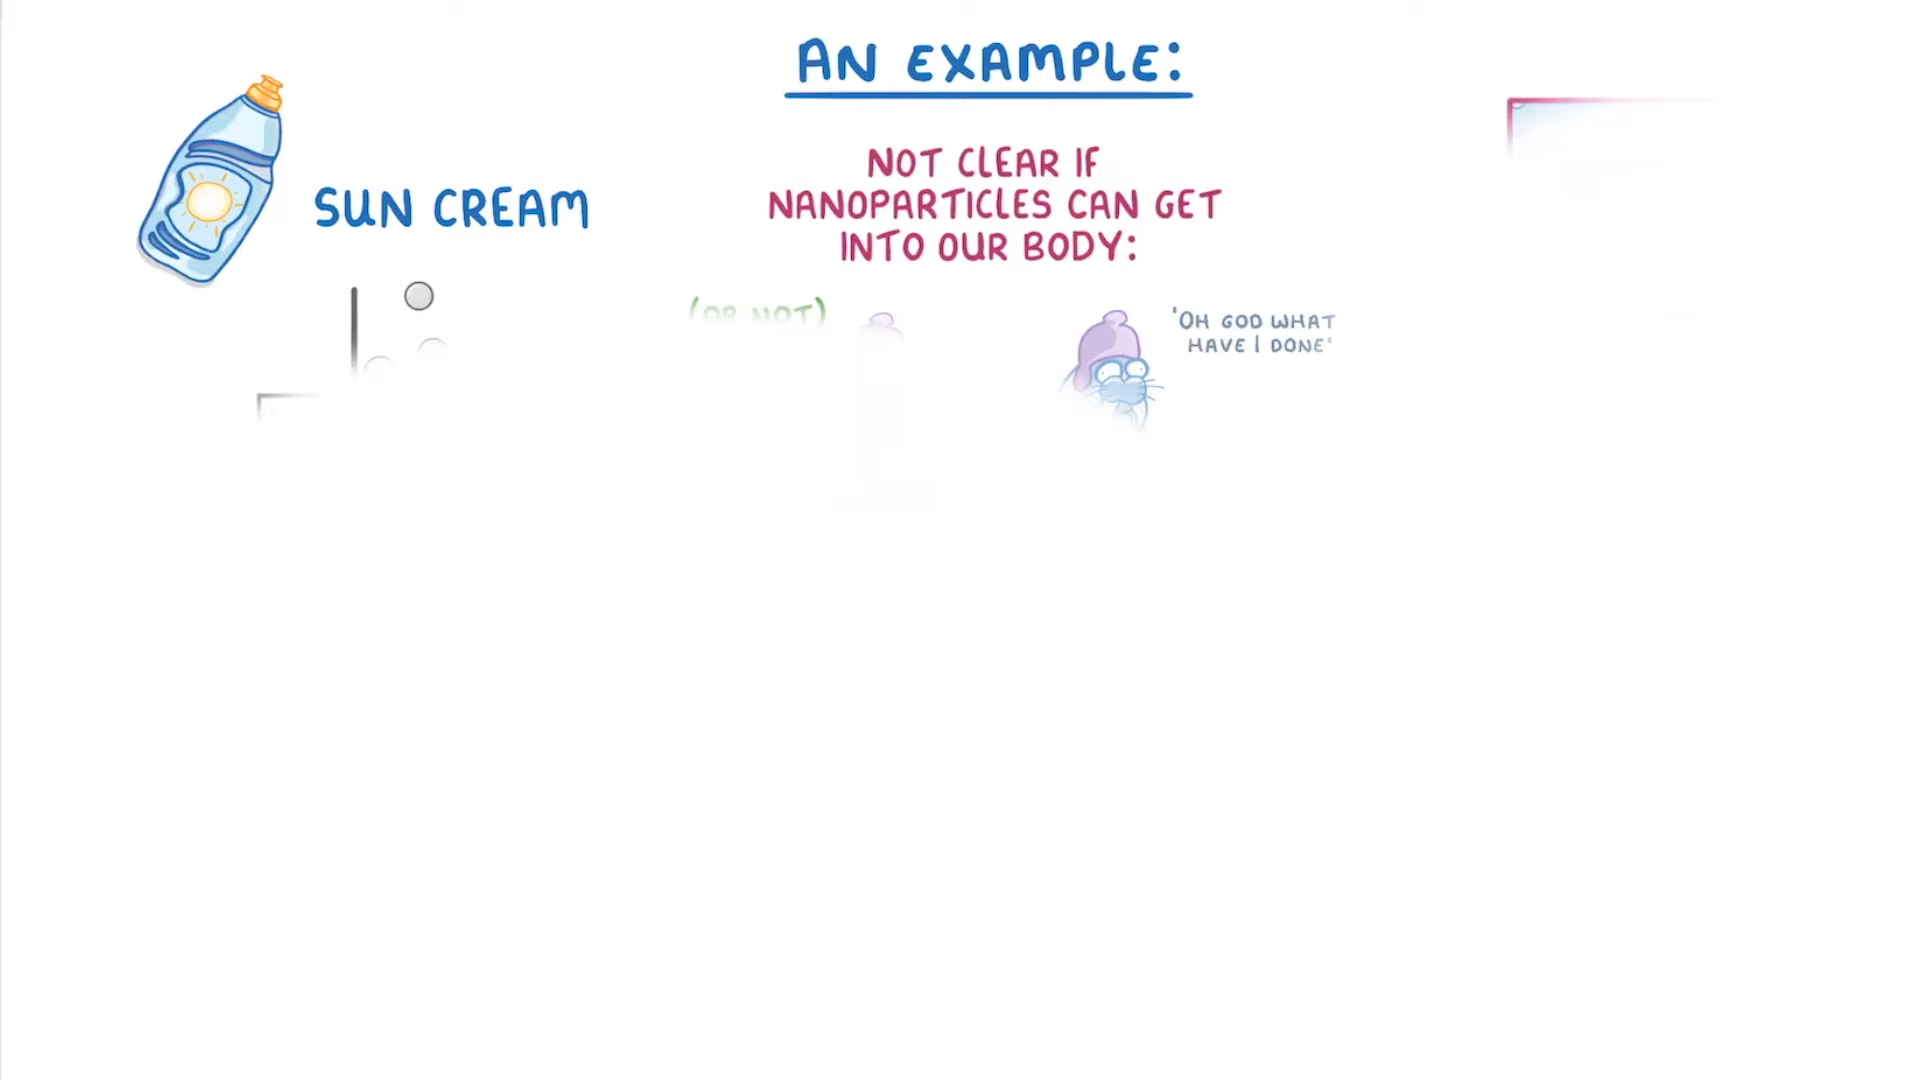 AN EXAMPLE:
SUN CREAM
NOT CLEAR IF
NANOPARTICLES CAN GET
INTO OUR BODY:
(OR NOT)
'OH GOD WHAT
HAVE I DONE'